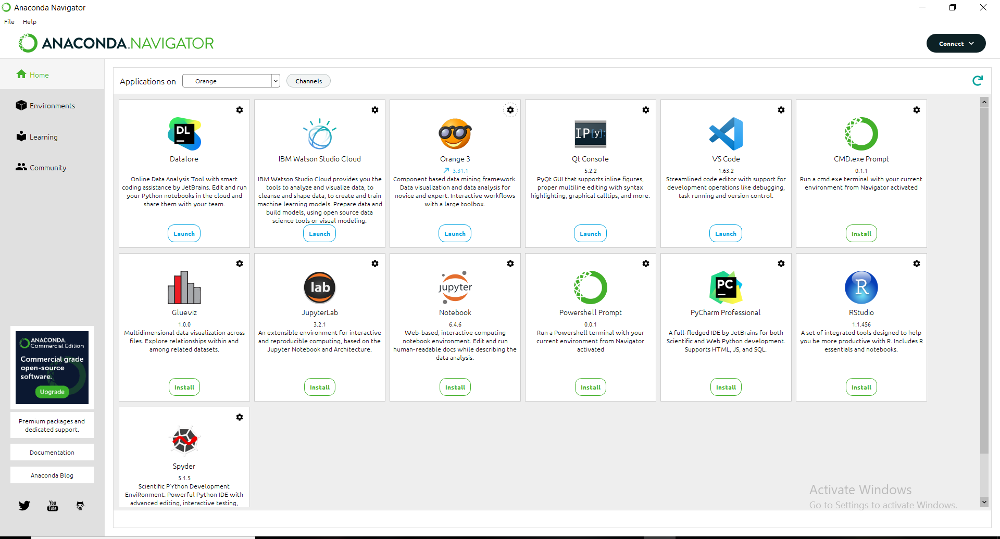 Anaconda Navigator
File Help
ANACONDA.NAVIGATOR
Connect
Home
Environments
Learning
Community
ANACONDA.
Commercial Edition
Commercial grade
open-source
software.
Upgrade
Premium packages and
dedicated support.
Documentation
Anaconda Blog
You
Tube
Applications on Orange Channels
DL
Datalore
Online Data Analysis Tool with smart
coding assistance by JetBrains. Edit and run
your Python notebooks in the cloud and
share them with your team.
Launch
IBM Watson Studio Cloud
IBM Watson Studio Cloud provides you the
tools to analyze and visualize data, to
cleanse and shape data, to create and train
machine learning models. Prepare data and
build models, using open source data
science tools or visual modeling.
Launch
Orange 3
3.31.1
Component based data mining framework.
Data visualization and data analysis for
novice and expert. Interactive workflows
with a large toolbox.
Launch
IP[y]:
Qt Console
5.2.2
PyQt GUI that supports inline figures,
proper multiline editing with syntax
highlighting, graphical calltips, and more.
Launch
VS Code
1.63.2
Streamlined code editor with support for
development operations like debugging,
task running and version control.
Launch
CMD.exe Prompt
0.1.1
Run a cmd.exe terminal with your current
environment from Navigator activated
Install
Glueviz
1.0.0
Multidimensional data visualization across
files. Explore relationships within and
among related datasets.
Install
lab
JupyterLab
3.2.1
An extensible environment for interactive
and reproducible computing, based on the
Jupyter Notebook and Architecture.
Install
jupyter
Notebook
6.4.6
Web-based, interactive computing
notebook environment. Edit and run
human-readable docs while describing the
data analysis.
Install
Powershell Prompt
0.0.1
Run a Powershell terminal with your
current environment from Navigator
activated
Install
PC
PyCharm Professional
A full-fledged IDE by JetBrains for both
Scientific and Web Python development.
Supports HTML, JS, and SQL.
Install
R
RStudio
1.1.456
A set of integrated tools designed to help
you be more productive with R. Includes R
essentials and notebooks.
Install
Spyder
5.1.5
Scientific PYthon Development
EnviRonment. Powerful Python IDE with
advanced editing, interactive testing,
Activate Windows
Go to Settings to activate Windows.